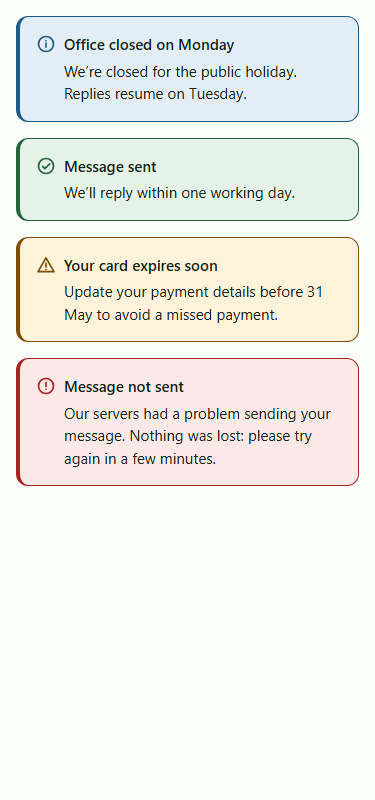 Office closed on Monday
We’re closed for the public holiday.
Replies resume on Tuesday.
Message sent
We’ll reply within one working day.
Your card expires soon
Update your payment details before 31
May to avoid a missed payment.
Message not sent
Our servers had a problem sending your
message. Nothing was lost: please try
again in a few minutes.